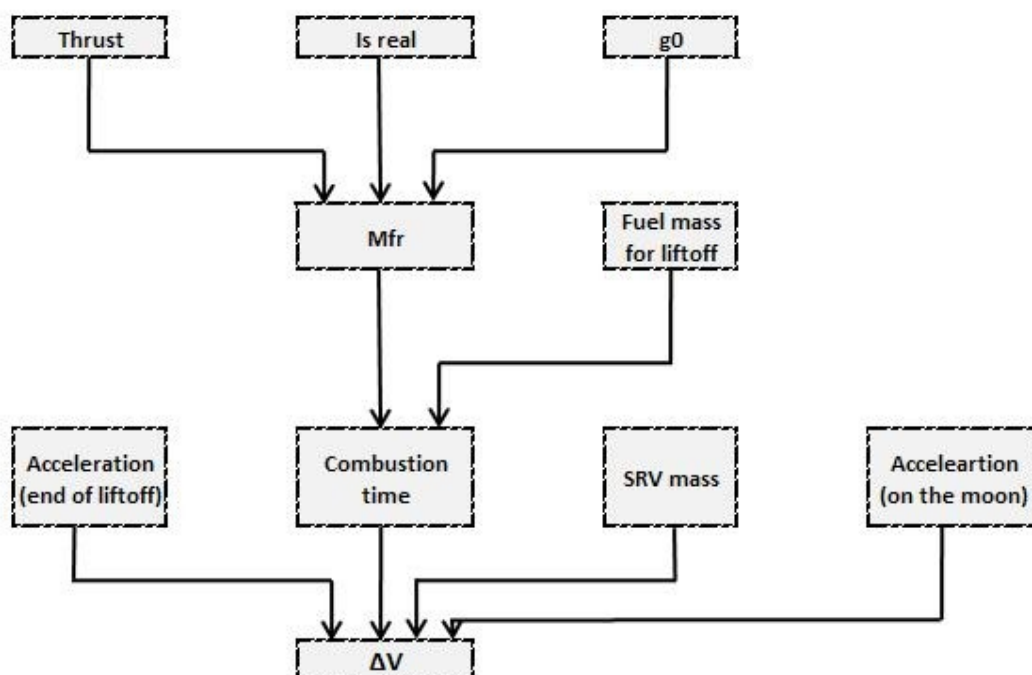 Thrust
Is real
g0
Mfr
Fuel mass
for liftoff
Acceleration
(end of liftoff)
Combustion
time
SRV mass
Acceleartion
(on the moon)
ΔV